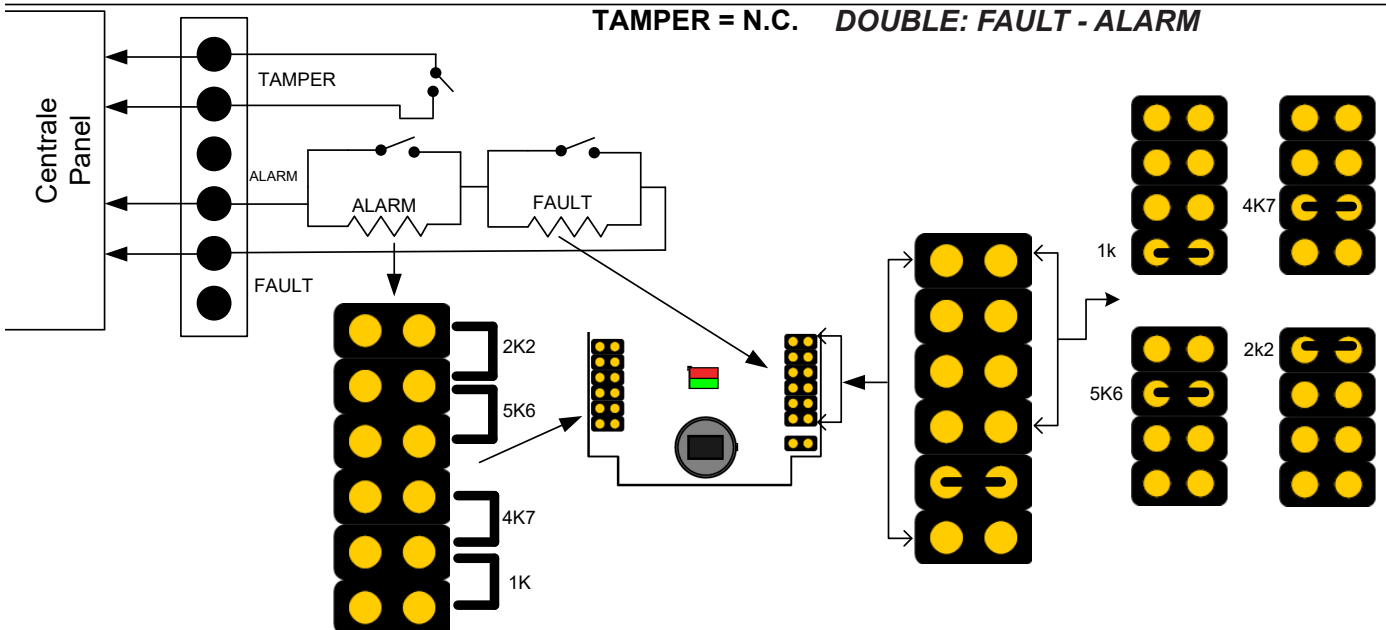 TAMPER = N.C. DOUBLE: FAULT - ALARM
TAMPER
Centrale
Panel
ALARM
ALARM
FAULT
FAULT
2K2
5K6
4K7
1K
1k
4K7
5K6
2k2